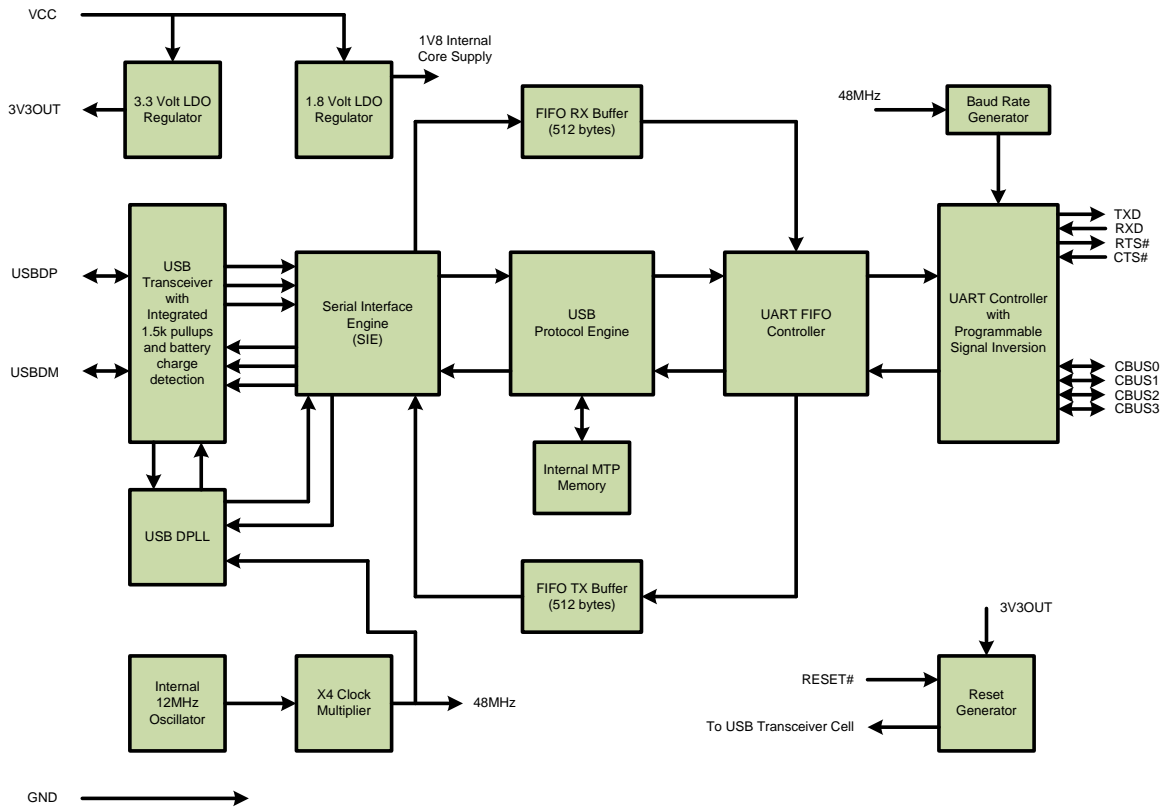 VCC
1V8 Internal
Core Supply
3V3OUT
3.3 Volt LDO
Regulator
1.8 Volt LDO
Regulator
FIFO RX Buffer
(512 bytes)
48MHz
Baud Rate
Generator
USBDP
USBDM
USB
Transceiver
with
Integrated
1.5k pullups
and battery
charge
detection
Serial Interface
Engine
(SIE)
USB
Protocol Engine
UART FIFO
Controller
UART Controller
with
Programmable
Signal Inversion
TXD
RXD
RTS#
CTS#
CBUS0
CBUS1
CBUS2
CBUS3
Internal MTP
Memory
USB DPLL
FIFO TX Buffer
(512 bytes)
3V3OUT
Internal
12MHz
Oscillator
X4 Clock
Multiplier
48MHz
RESET#
Reset
Generator
To USB Transceiver Cell
GND